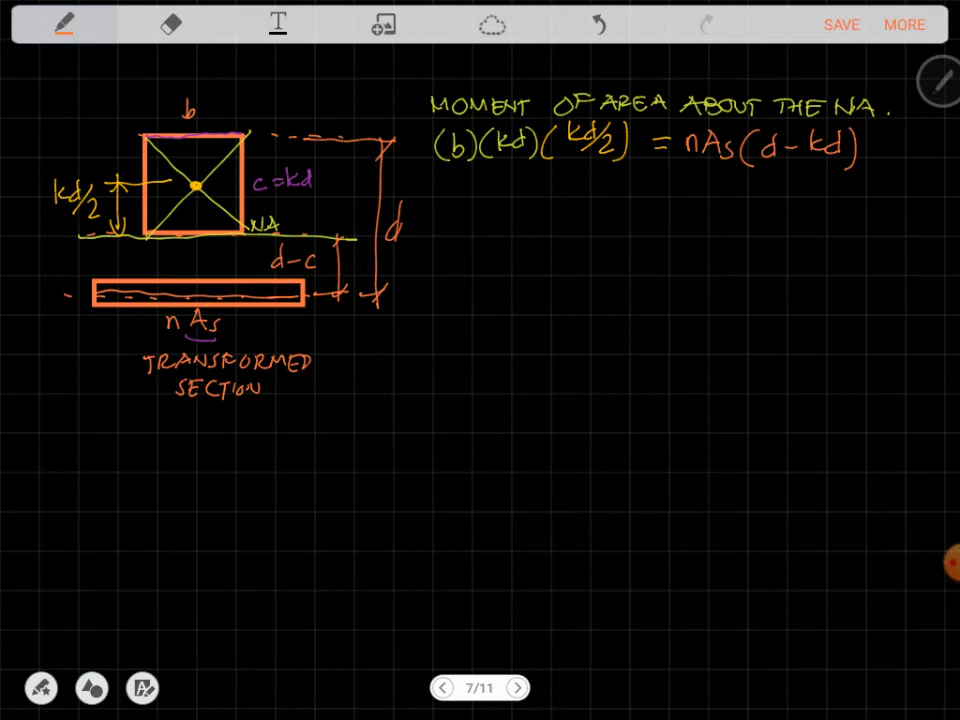 SAVE MORE
MOMENT OF AREA ABOUT THE NA.
(b)(kd)(kd/2) = nAs(d-kd)
b
c=kd
kd/2
NA
d
d-c
n As
TRANSFORMED
SECTION
7/11